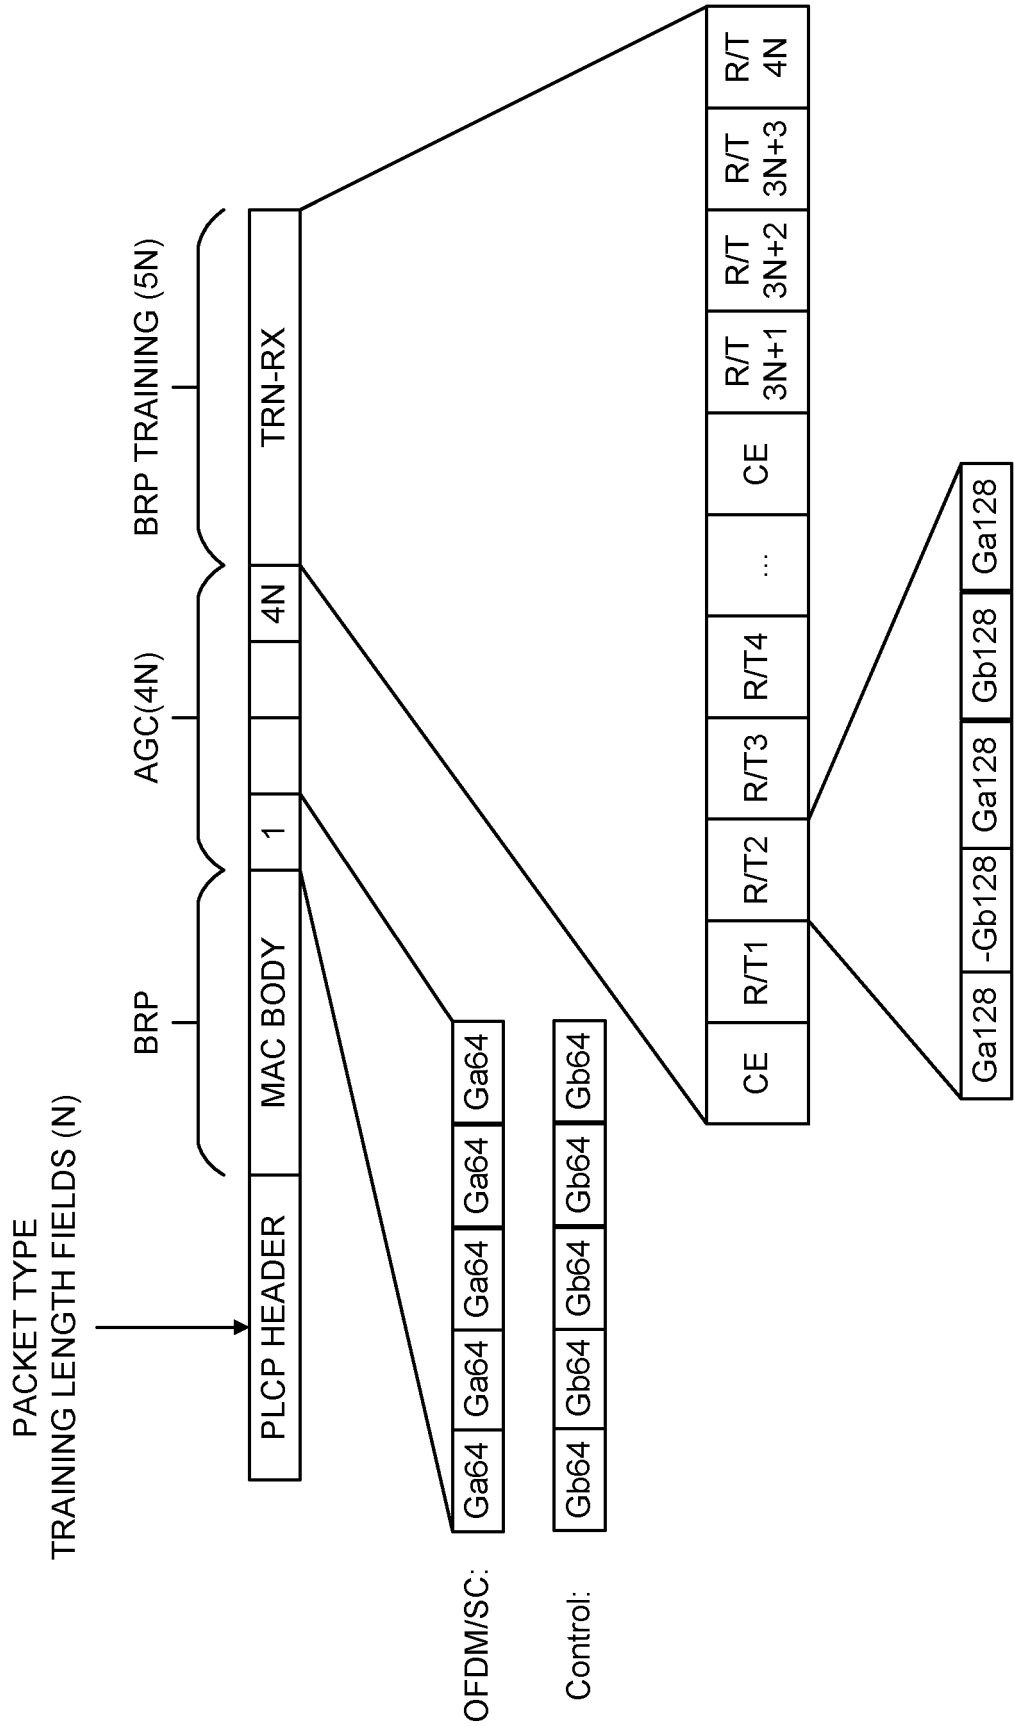 PACKET TYPE
TRAINING LENGTH FIELDS (N)
BRP
AGC(4N)
BRP TRAINING (5N)
PLCP HEADER
MAC BODY
1
4N
TRN-RX
OFDM/SC:
Ga64
Ga64
Ga64
Ga64
Ga64
Control:
Gb64
Gb64
Gb64
Gb64
Gb64
CE
R/T1
R/T2
R/T3
R/T4
...
CE
R/T
3N+1
R/T
3N+2
R/T
3N+3
R/T
4N
Ga128
-Gb128
Ga128
Gb128
Ga128